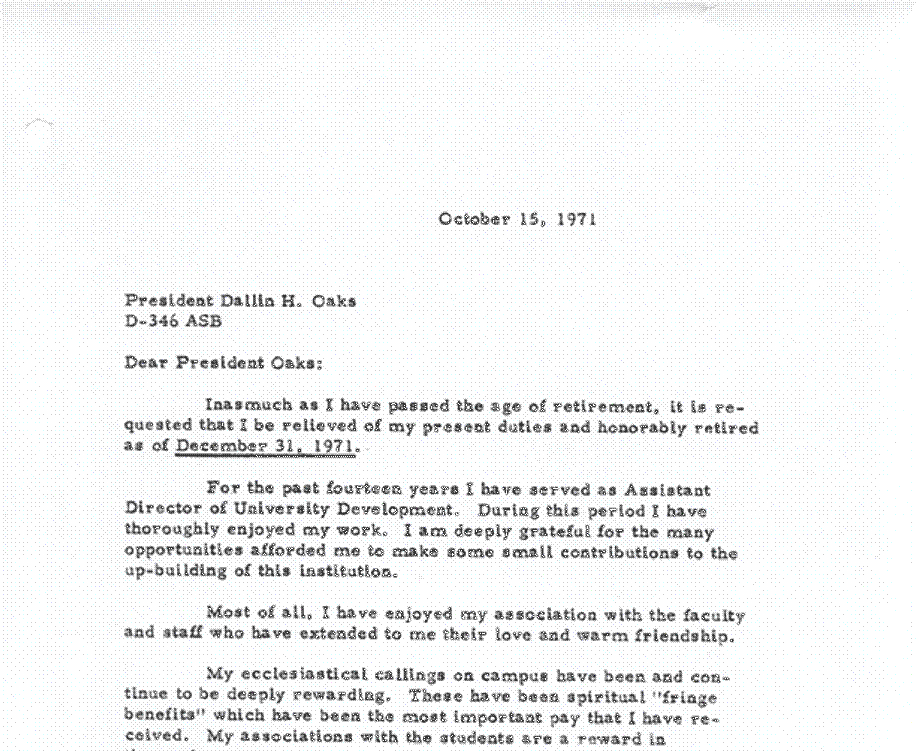 October 15, 1971
President Dallin H. Oaks
D-346 ASB
Dear President Oaks:
Inasmuch as I have passed the age of retirement, it is re-
quested that I be relieved of my present duties and honorably retired
as of December 31, 1971.
For the past fourteen years I have served as Assistant
Director of University Development. During this period I have
thoroughly enjoyed my work. I am deeply grateful for the many
opportunities afforded me to make some small contributions to the
up-building of this institution.
Most of all, I have enjoyed my association with the faculty
and staff who have extended to me their love and warm friendship.
My ecclesiastical callings on campus have been and con-
tinue to be deeply rewarding. These have been spiritual "fringe
benefits" which have been the most important pay that I have re-
ceived. My associations with the students are a reward in